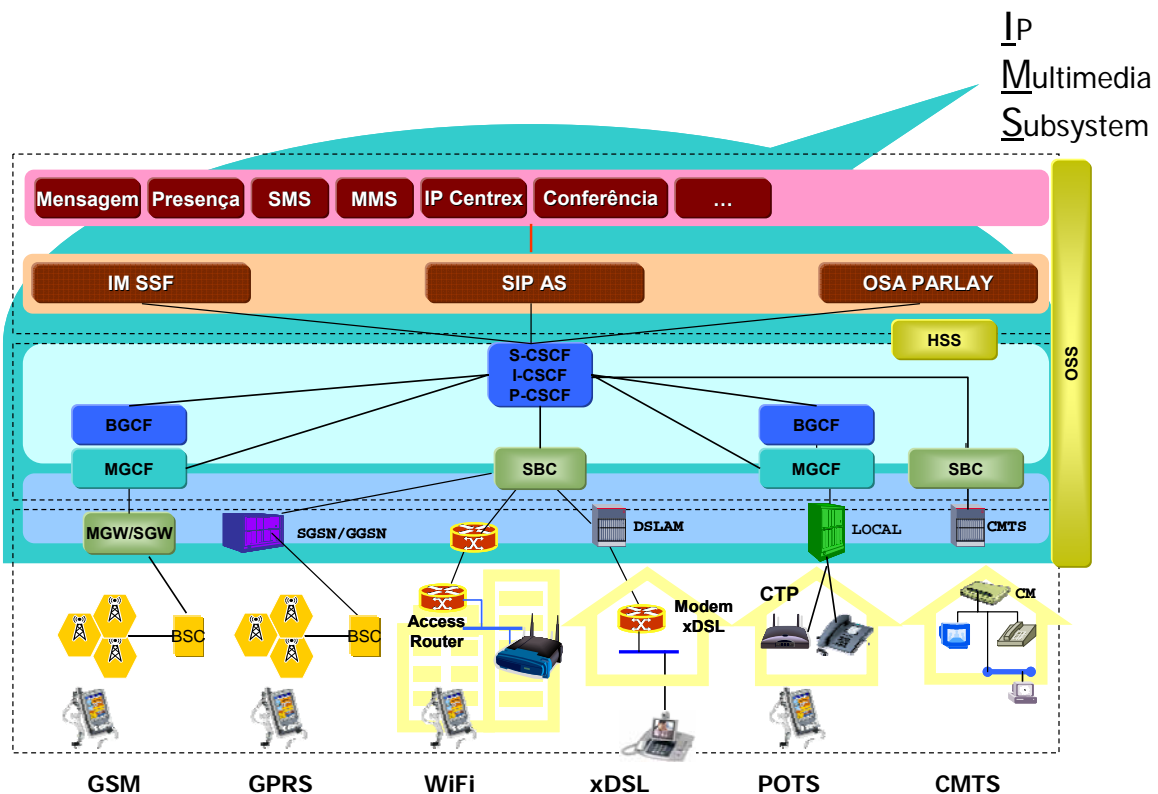 IP
Multimedia
Subsystem
Mensagem
Presença
SMS
MMS
IP Centrex
Conferência
...
IM SSF
SIP AS
OSA PARLAY
HSS
OSS
S-CSCF
I-CSCF
P-CSCF
BGCF
BGCF
MGCF
SBC
MGCF
SBC
MGW/SGW
SGSN/GGSN
DSLAM
LOCAL
CMTS
BSC
BSC
Access
Router
Modem
xDSL
CTP
CM
GSM
GPRS
WiFi
xDSL
POTS
CMTS